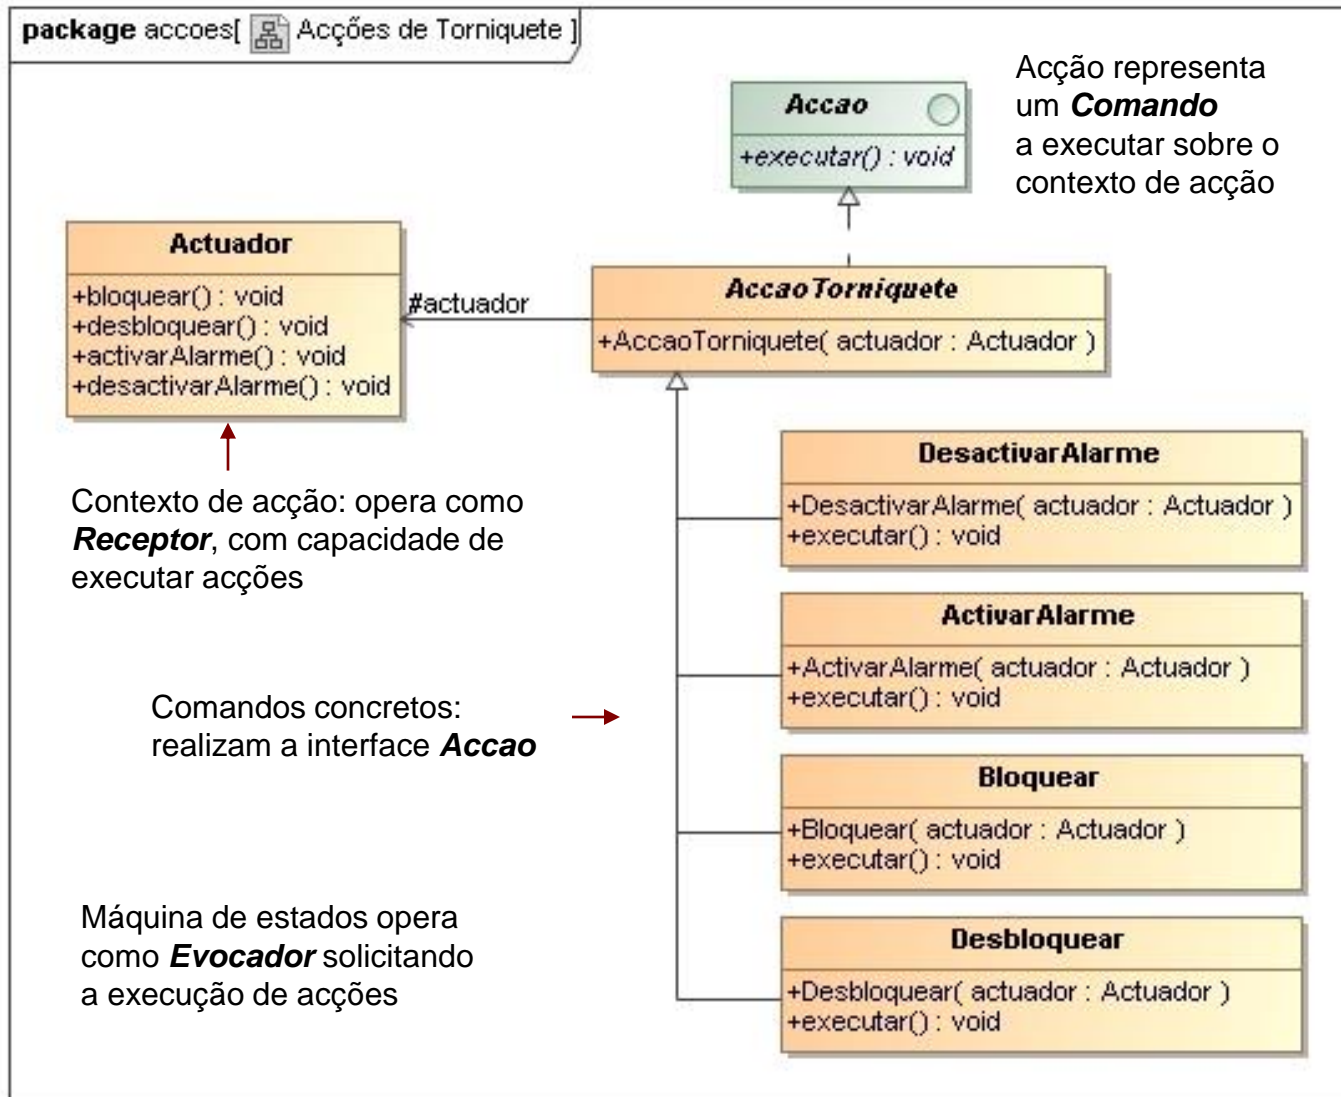 package accoes[ Acções de Torniquete ]
Acção representa
um Comando
a executar sobre o
contexto de acção
Accao
+executar() : void
Actuador
+bloquear() : void
+desbloquear() : void
+activarAlarme() : void
+desactivarAlarme() : void
#actuador
AccaoTorniquete
+AccaoTorniquete( actuador : Actuador )
Contexto de acção: opera como
Receptor, com capacidade de
executar acções
DesactivarAlarme
+DesactivarAlarme( actuador : Actuador )
+executar() : void
ActivarAlarme
+ActivarAlarme( actuador : Actuador )
+executar() : void
Comandos concretos:
realizam a interface Accao
Bloquear
+Bloquear( actuador : Actuador )
+executar() : void
Máquina de estados opera
como Evocador solicitando
a execução de acções
Desbloquear
+Desbloquear( actuador : Actuador )
+executar() : void